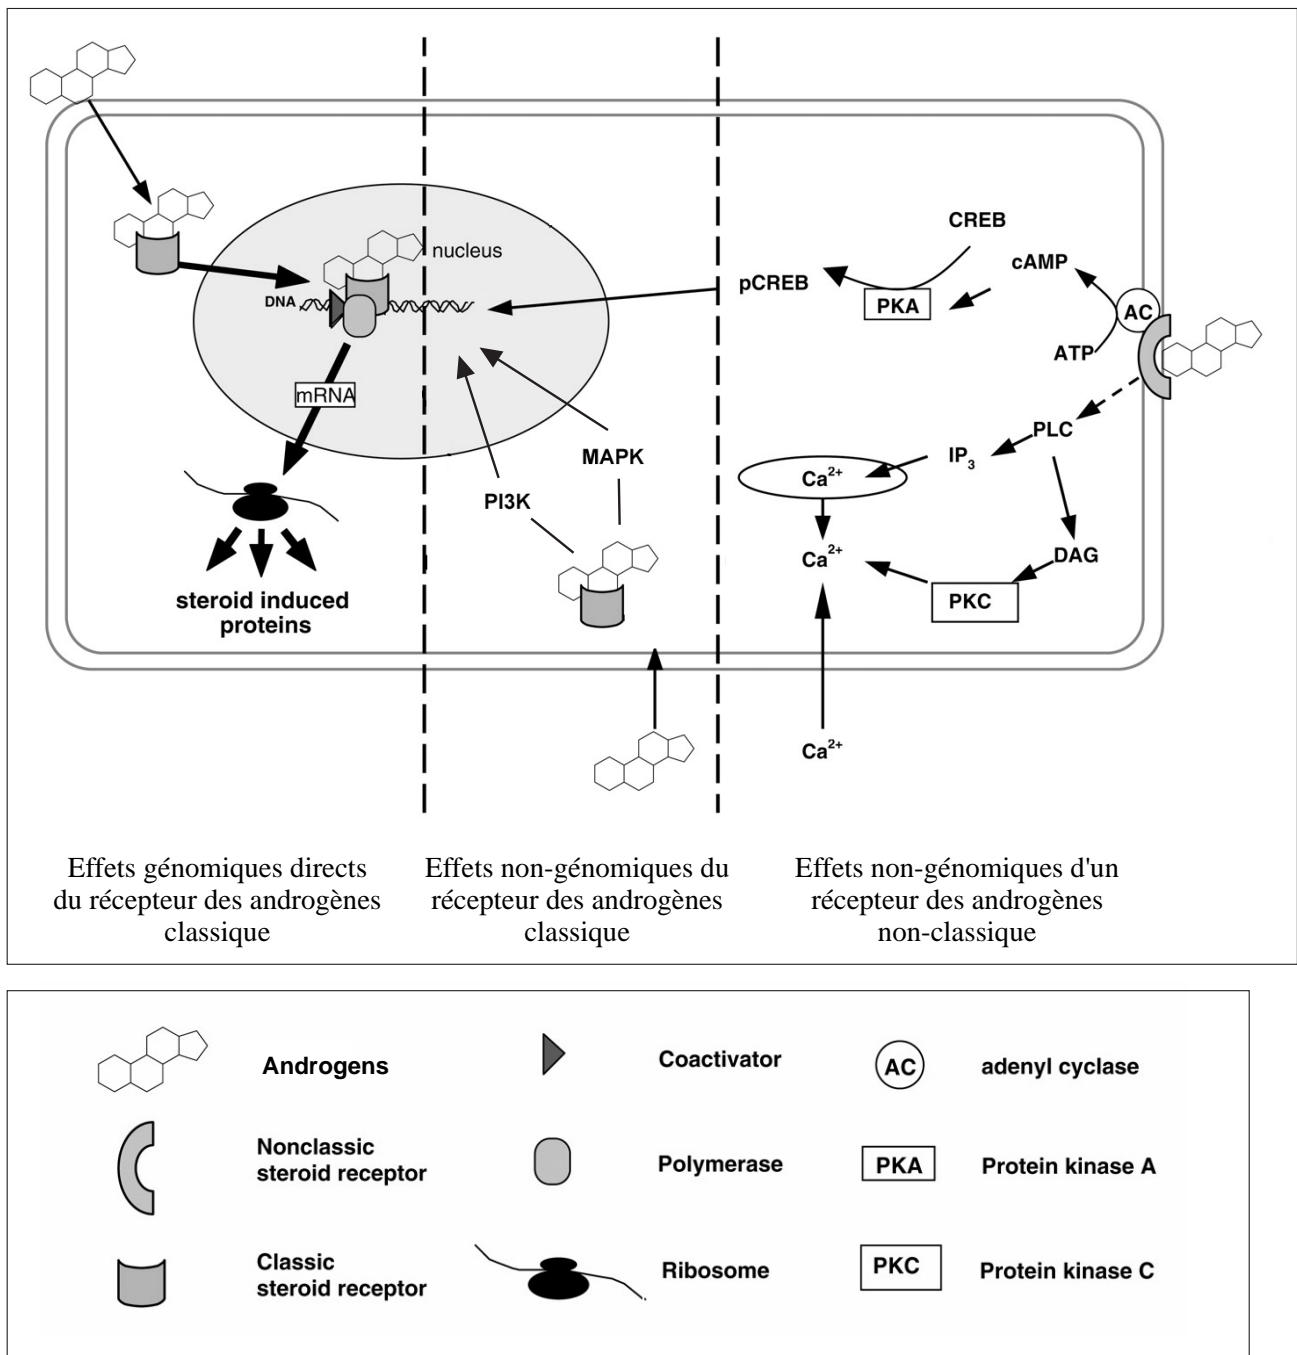 CREB
cAMP
nucleus
pCREB
PKA
AC
DNA
ATP
mRNA
PLC
MAPK
IP3
Ca2+
PI3K
Ca2+
DAG
PKC
steroid induced
proteins
Ca2+
Effets génomiques directs
du récepteur des androgènes
classique
Effets non-génomiques du
récepteur des androgènes
classique
Effets non-génomiques d'un
récepteur des androgènes
non-classique
Androgens
Coactivator
AC
adenyl cyclase
Nonclassic
steroid receptor
Polymerase
PKA
Protein kinase A
Classic
steroid receptor
Ribosome
PKC
Protein kinase C